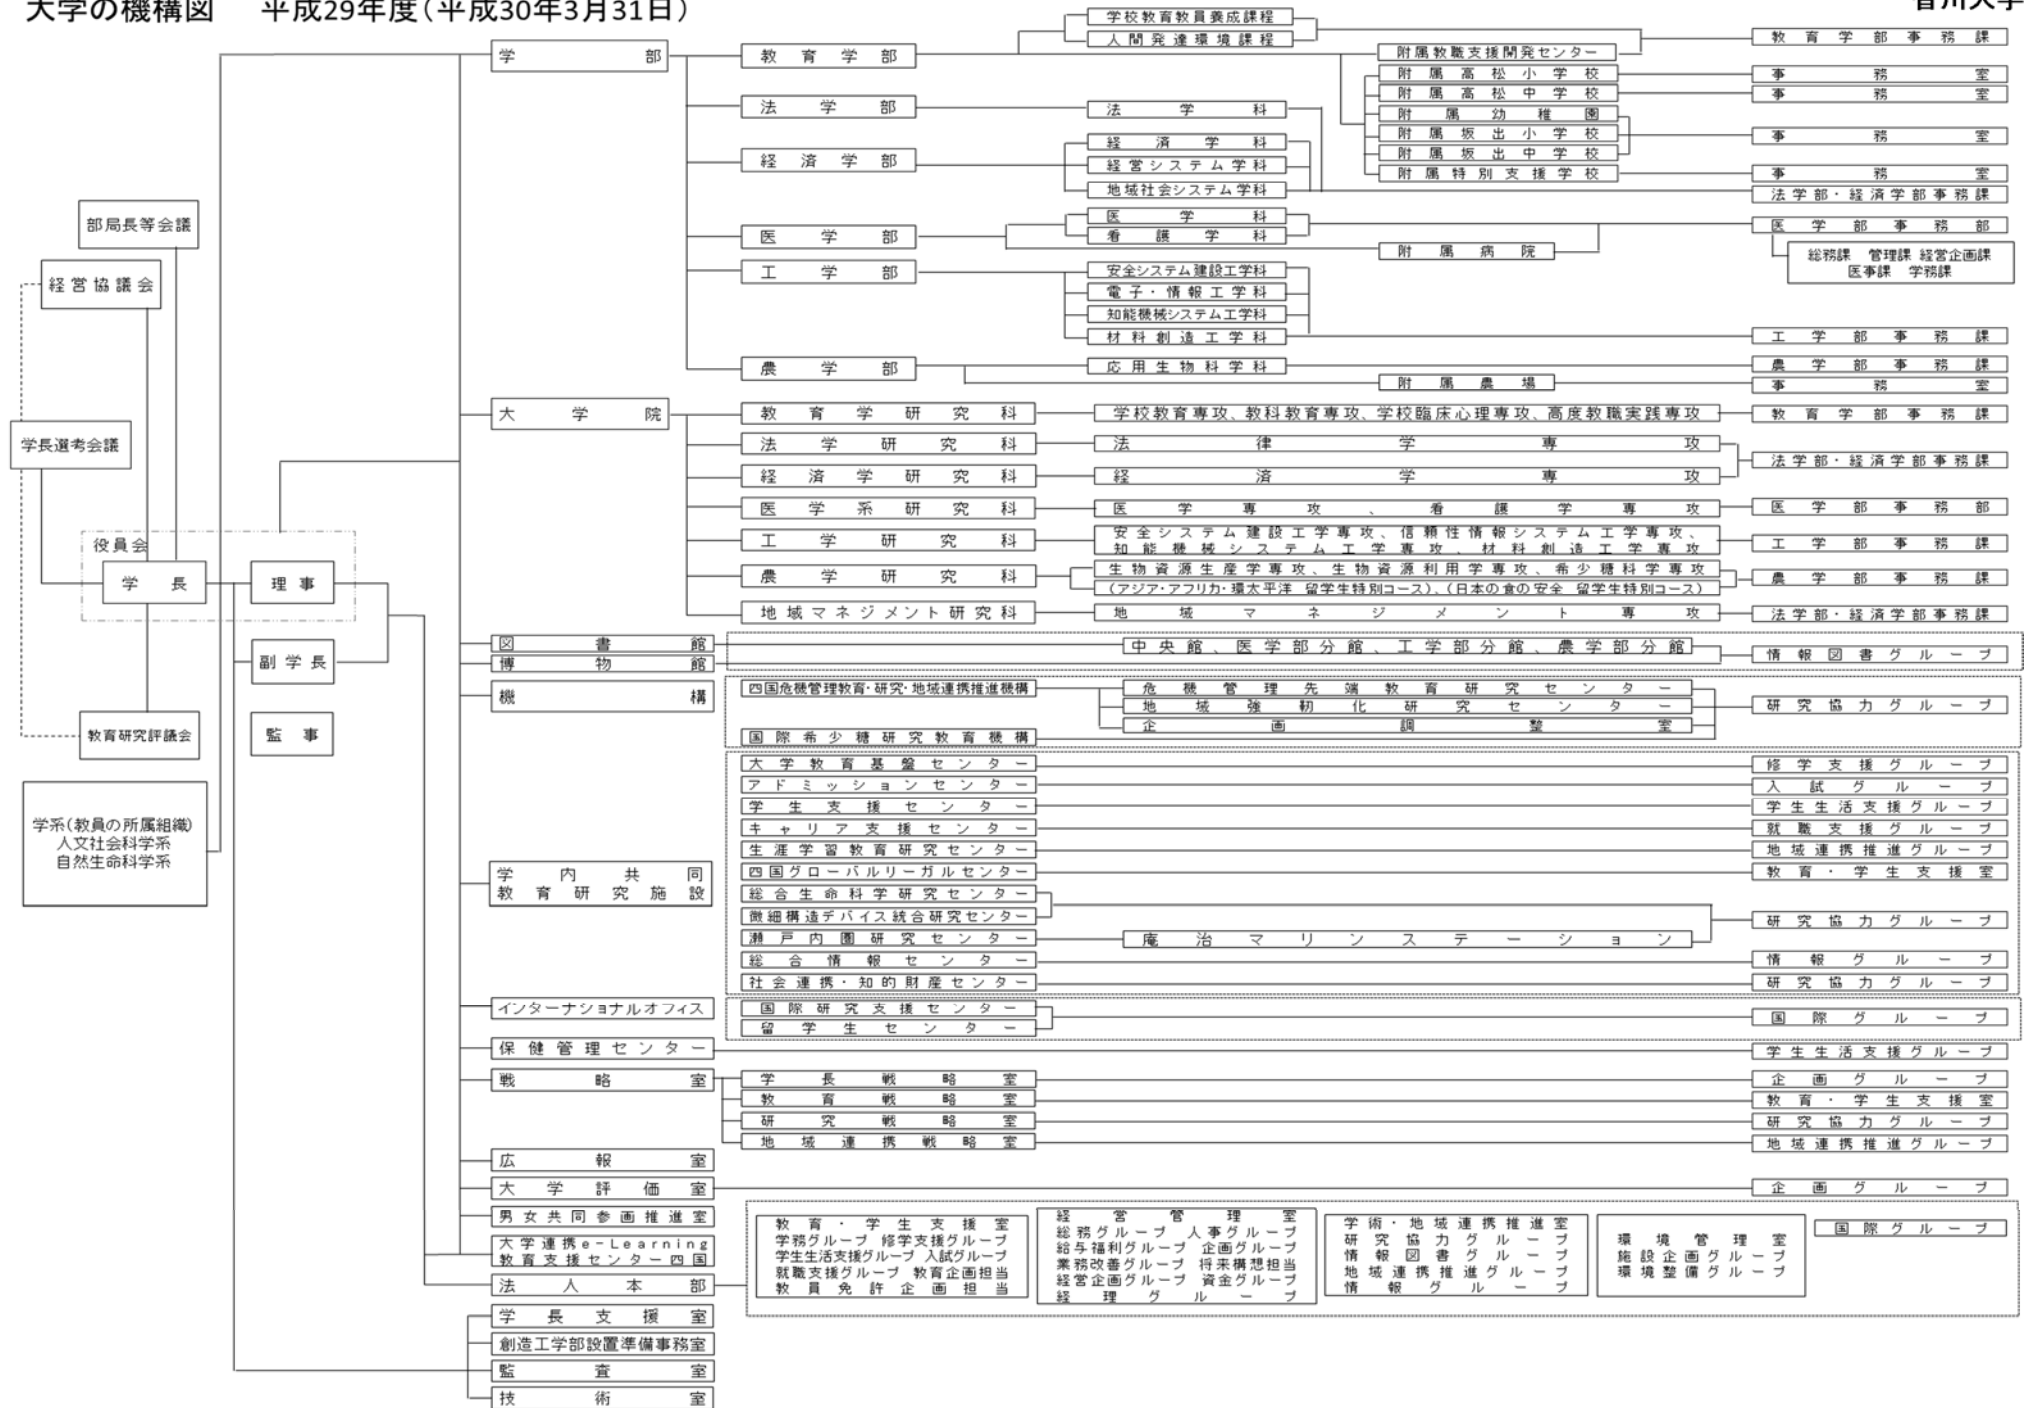 大学の機構図　平成29年度(平成30年3月31日)
香川大学
部局長等会議
経営協議会
学長選考会議
役員会
学長
理事
副学長
監事
教育研究評議会
学系(教員の所属組織)
人文社会科学系
自然生命科学系
学部
教育学部
学校教育教員養成課程
人間発達環境課程
附属教職支援開発センター
教育学部事務課
附属高松小学校
事務室
附属高松中学校
事務室
附属幼稚園
附属坂出小学校
事務室
附属坂出中学校
附属特別支援学校
事務室
法学部
法学科
経済学部
経済学科
経営システム学科
地域社会システム学科
法学部・経済学部事務課
医学部
医学科
看護学科
附属病院
医学部事務部
総務課　管理課　経営企画課
医事課　学務課
工学部
安全システム建設工学科
電子・情報工学科
知能機械システム工学科
材料創造工学科
工学部事務課
農学部
応用生物科学科
農学部事務課
附属農場
事務室
大学院
教育学研究科
学校教育専攻、教科教育専攻、学校臨床心理専攻、高度教職実践専攻
教育学部事務課
法学研究科
法律学専攻
法学部・経済学部事務課
経済学研究科
経済学専攻
医学系研究科
医学専攻、看護学専攻
医学部事務部
工学研究科
安全システム建設工学専攻、信頼性情報システム工学専攻、
知能機械システム工学専攻、材料創造工学専攻
工学部事務課
農学研究科
生物資源生産学専攻、生物資源利用学専攻、希少糖科学専攻
(アジア・アフリカ・環太平洋　留学生特別コース)、(日本の食の安全　留学生特別コース)
農学部事務課
地域マネジメント研究科
地域マネジメント専攻
法学部・経済学部事務課
図書館
中央館、医学部分館、工学部分館、農学部分館
博物館
情報図書グループ
機構
四国危機管理教育・研究・地域連携推進機構
危機管理先端教育研究センター
地域強靭化研究センター
企画調整室
研究協力グループ
国際希少糖研究教育機構
学内共同
教育研究施設
大学教育基盤センター
修学支援グループ
アドミッションセンター
入試グループ
学生支援センター
学生生活支援グループ
キャリア支援センター
就職支援グループ
生涯学習教育研究センター
地域連携推進グループ
四国グローバルリーガルセンター
教育・学生支援室
総合生命科学研究センター
微細構造デバイス統合研究センター
研究協力グループ
瀬戸内圏研究センター
庵治マリンステーション
総合情報センター
情報グループ
社会連携・知的財産センター
研究協力グループ
インターナショナルオフィス
国際研究支援センター
留学生センター
国際グループ
保健管理センター
学生生活支援グループ
戦略室
学長戦略室
企画グループ
教育戦略室
教育・学生支援室
研究戦略室
研究協力グループ
地域連携戦略室
地域連携推進グループ
広報室
大学評価室
企画グループ
男女共同参画推進室
大学連携e-Learning
教育支援センター四国
法人本部
教育・学生支援室
学務グループ　修学支援グループ
学生生活支援グループ　入試グループ
就職支援グループ　教育企画担当
教員免許企画担当
経営管理室
総務グループ　人事グループ
給与福利グループ　企画グループ
業務改善グループ　将来構想担当
経営企画グループ　資金グループ
経理グループ
学術・地域連携推進室
研究協力グループ
情報図書グループ
地域連携推進グループ
情報グループ
環境管理室
施設企画グループ
環境整備グループ
国際グループ
学長支援室
創造工学部設置準備事務室
監査室
技術室